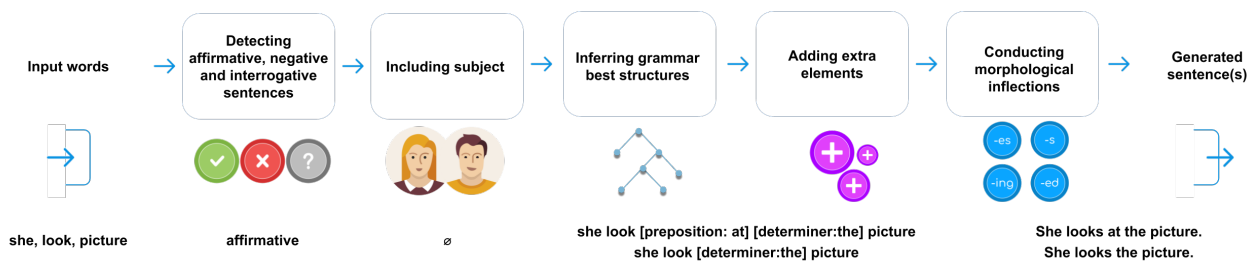 Input words
Detecting
affirmative, negative
and interrogative
sentences
Including subject
Inferring grammar
best structures
Adding extra
elements
Conducting
morphological
inflections
Generated
sentence(s)
?
-es
-s
-ing
-ed
she, look, picture
affirmative
⌀
she look [preposition: at] [determiner:the] picture
she look [determiner:the] picture
She looks at the picture.
She looks the picture.